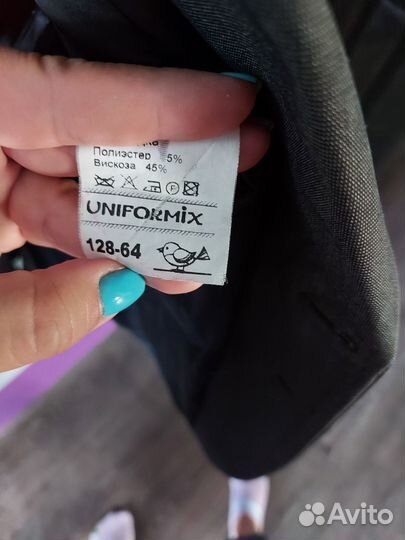 Полиэстер 5%
Вискоза 45%
UNIFORMIX
128-64
Avito